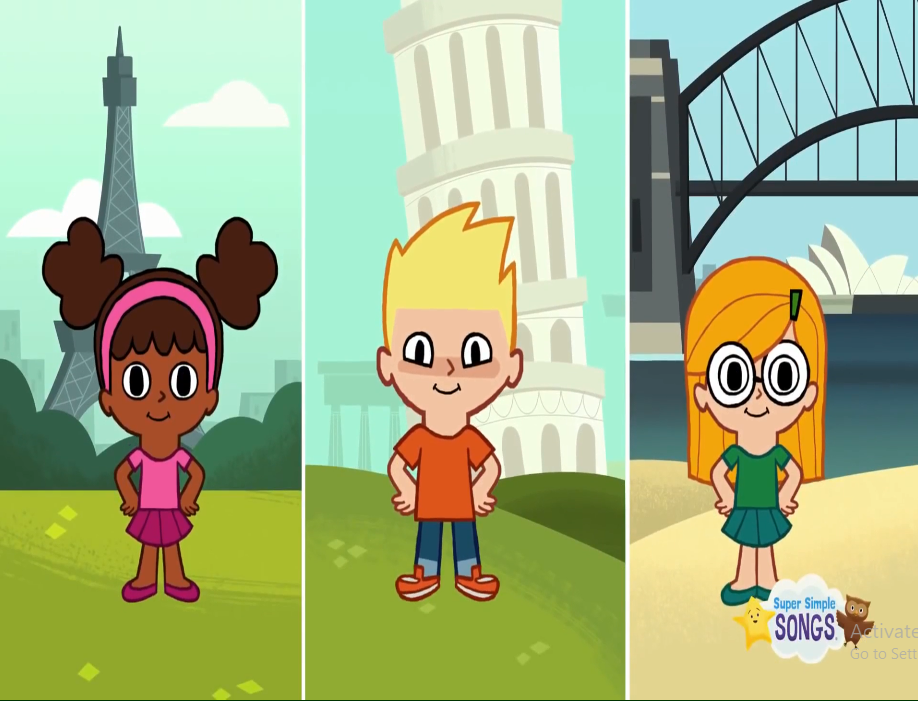 Super Simple
SONGS
Activate
Go to Sett